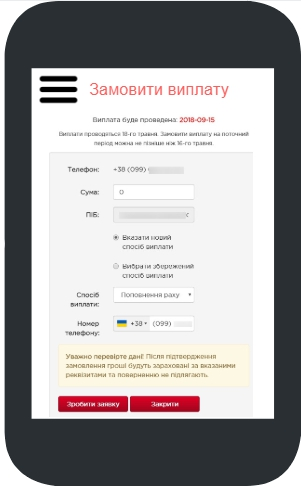 Замовити виплату
Виплата буде проведена: 2018-09-15
Виплати проводяться 18-го травня. Замовити виплату на поточний
період можна не пізніше ніж 16-го травня.
Телефон: +38 (099)
Сума: 0
ПІБ:
Вказати новий
спосіб виплати
Вибрати збережений
спосіб виплати
Спосіб
виплати: Поповнення раху
Номер
телефону: +38 (099)
Уважно перевірте дані! Після підтвердження
замовлення гроші будуть зараховані за вказаними
реквізитами та поверненню не підлягають.
Зробити заявку Закрити